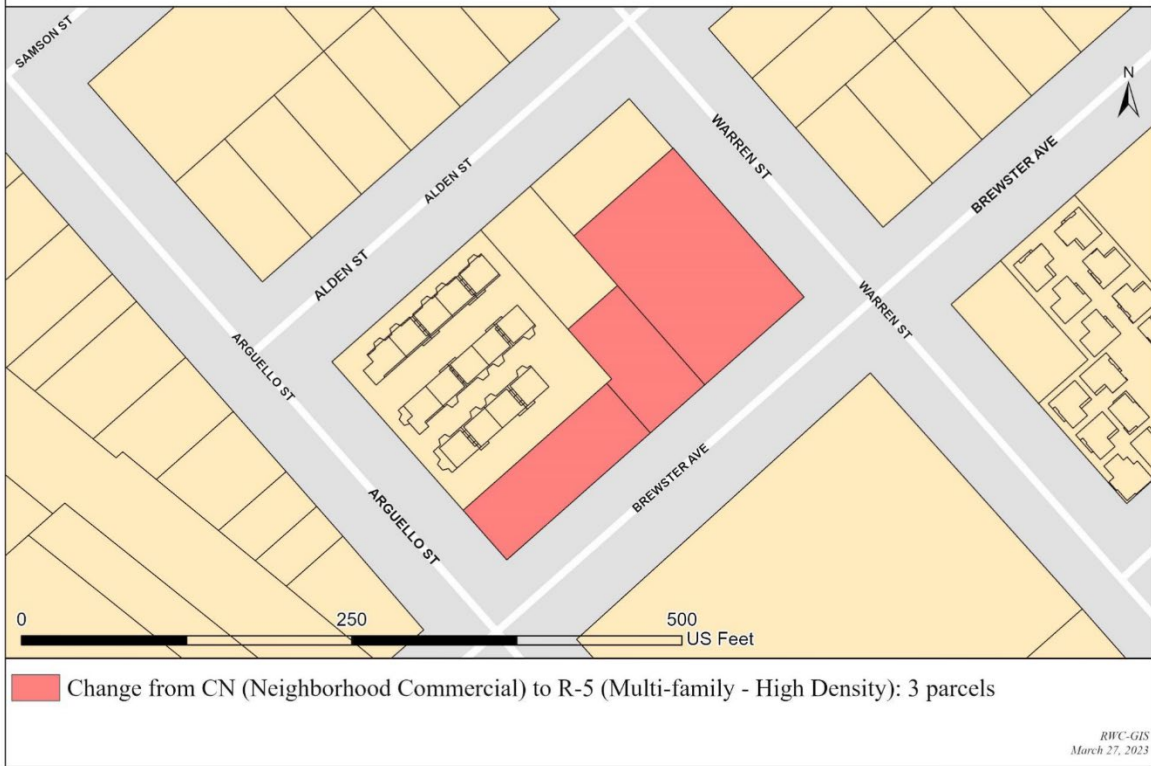 SAMSON ST
WARREN ST
N
BREWSTER AVE
ALDEN ST
ALDEN ST
WARREN ST
ARGUELLO ST
BREWSTER AVE
ARGUELLO ST
0 250 500
US Feet
Change from CN (Neighborhood Commercial) to R-5 (Multi-family - High Density): 3 parcels
RWC-GIS
March 27, 2023